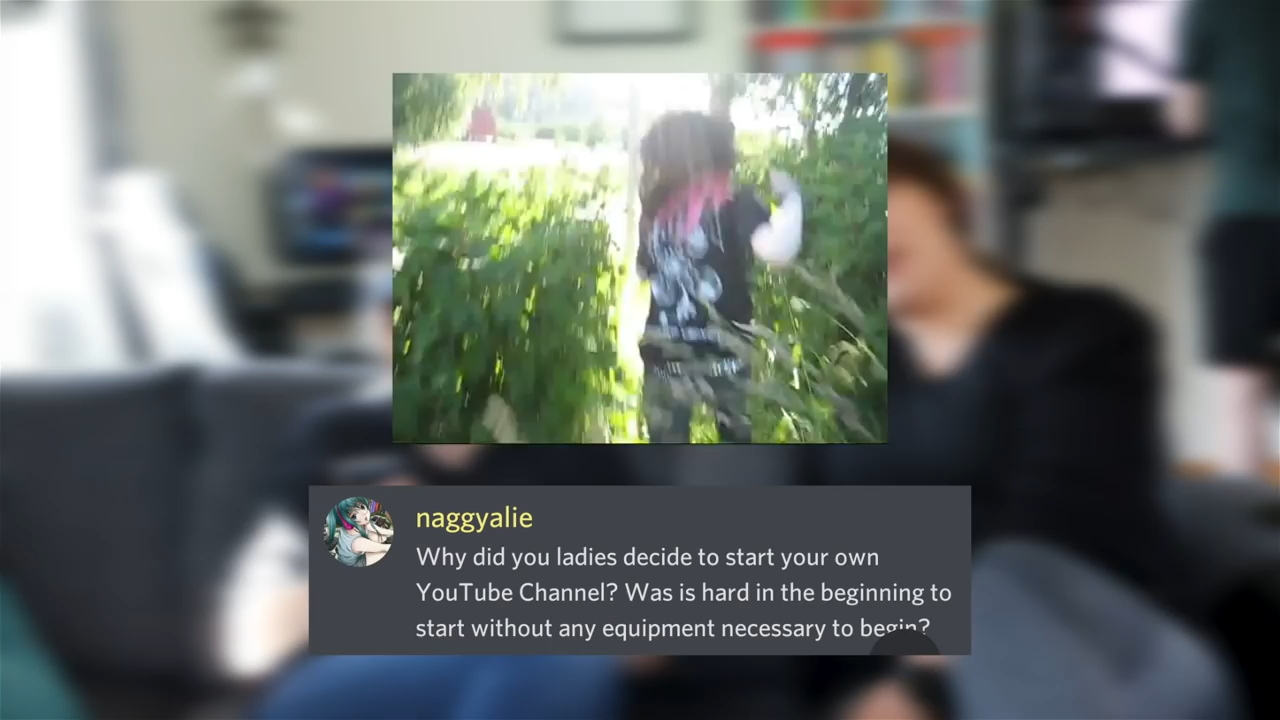 naggyalie
Why did you ladies decide to start your own
YouTube Channel? Was is hard in the beginning to
start without any equipment necessary to begin?